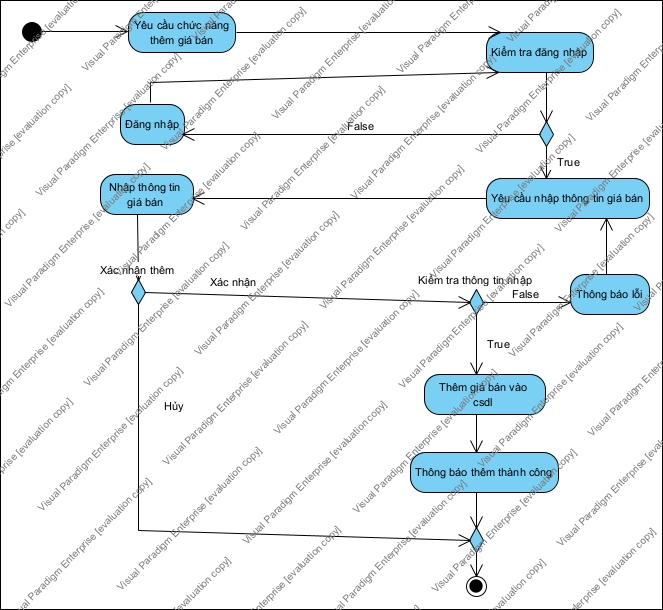 Yêu cầu chức năng
thêm giá bán
Kiểm tra đăng nhập
Đăng nhập
False
True
Nhập thông tin
giá bán
Yêu cầu nhập thông tin giá bán
Xác nhận thêm
Xác nhận
Kiểm tra thông tin nhập
False
Thông báo lỗi
True
Thêm giá bán vào
csdl
Hủy
Thông báo thêm thành công
Visual Paradigm Enterprise [evaluation copy]